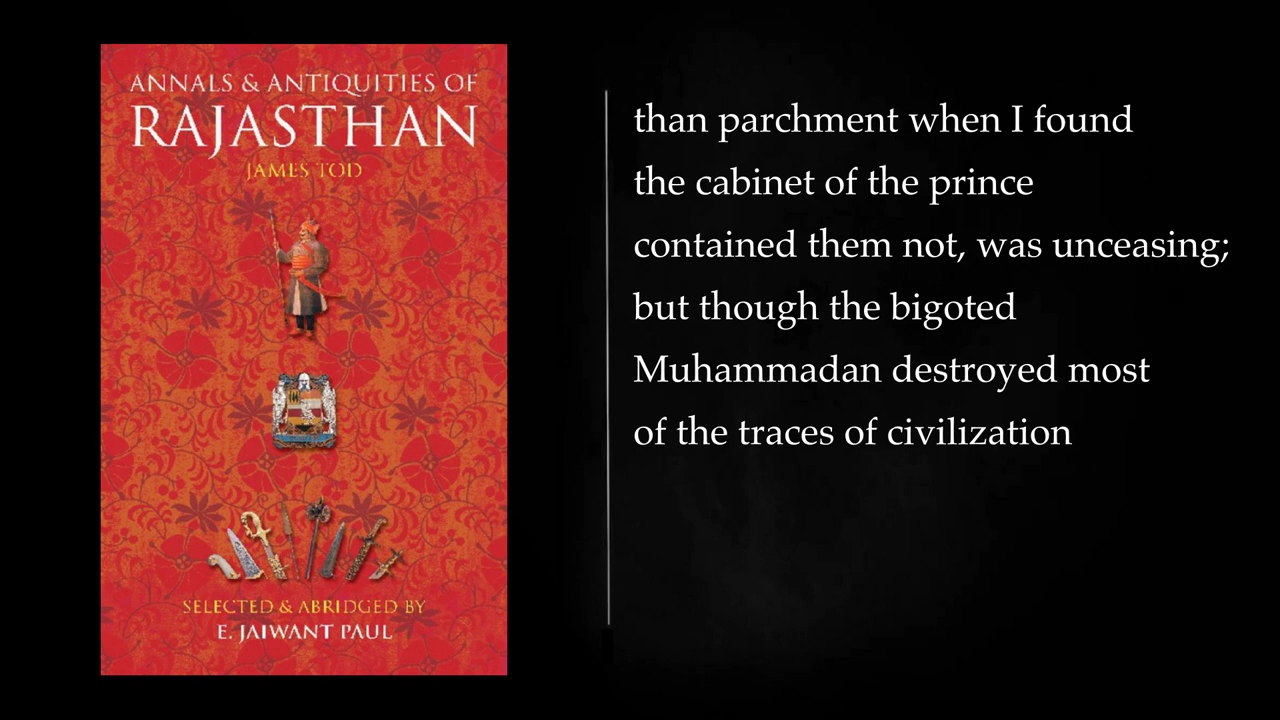 ANNALS & ANTIQUITIES OF
RAJASTHAN
JAMES TOD
SELECTED & ABRIDGED BY
E. JAIWANT PAUL
than parchment when I found
the cabinet of the prince
contained them not, was unceasing;
but though the bigoted
Muhammadan destroyed most
of the traces of civilization